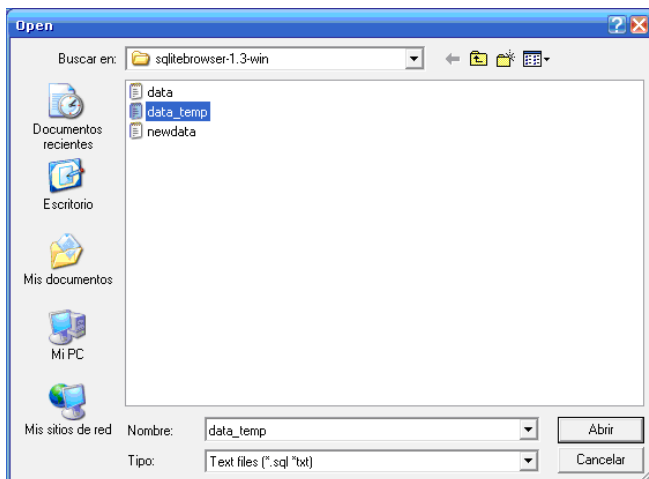 Open
Buscar en: sqlitebrowser-1.3-win
data
data_temp
newdata
Documentos
recientes
Escritorio
Mis documentos
Mi PC
Mis sitios de red
Nombre: data_temp Abrir
Tipo: Text files (*.sql *txt) Cancelar